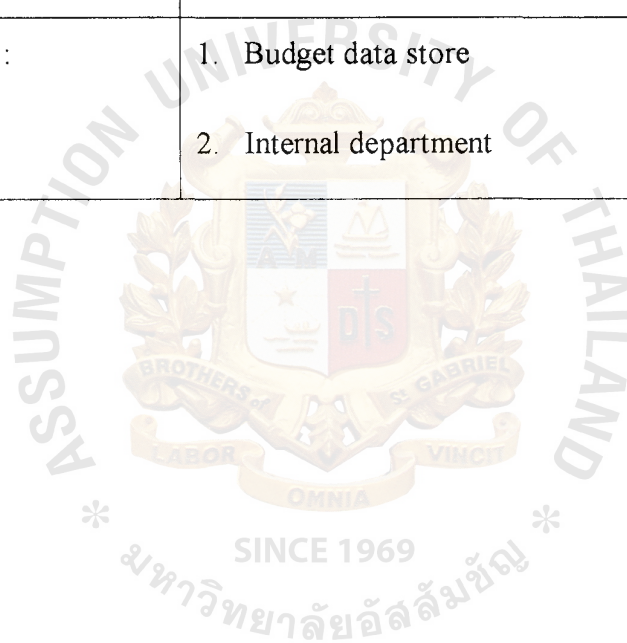 :
1. Budget data store
2. Internal department
ASSUMPTION UNIVERSITY OF THAILAND
A M
D S
BROTHERS of St GABRIEL
LABOR
VINCIT
OMNIA
* SINCE 1969 *
มหาวิทยาลัยอัสสัมชัญ